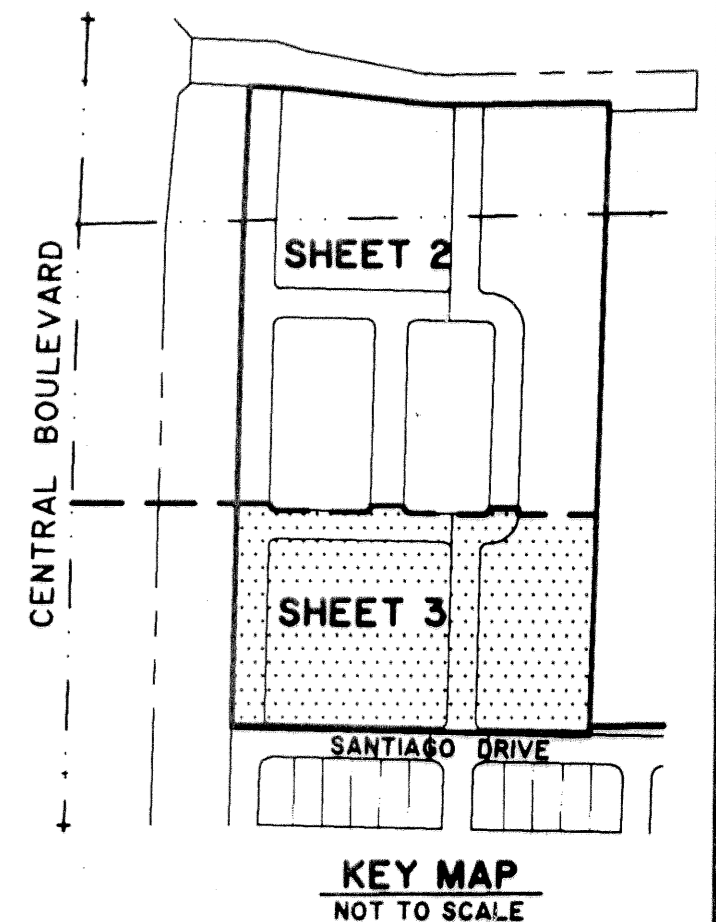 SHEET 2
CENTRAL BOULEVARD
SHEET 3
SANTIAGO DRIVE
KEY MAP
NOT TO SCALE